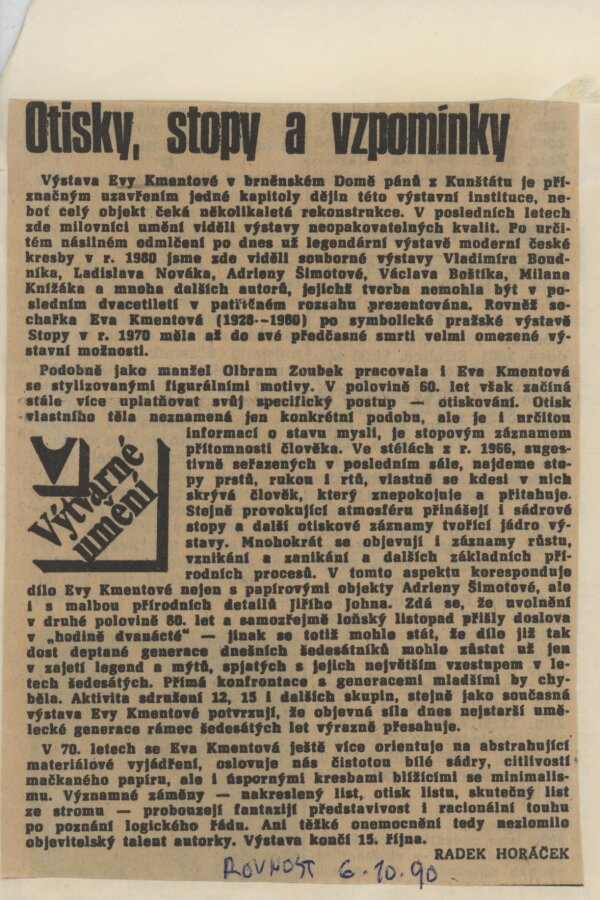 Otisky, stopy a vzpomínky
Výstava Evy Kmentové v brněnském Domě pánů z Kunštátu je pří-
značným uzavřením jedné kapitoly dějin této výstavní instituce, ne-
boť celý objekt čeká několikaletá rekonstrukce. V posledních letech
zde milovníci umění viděli výstavy neopakovatelných kvalit. Po urči-
tém násilném odmlčení po dnes už legendární výstavě moderní české
kresby v r. 1980 jsme zde viděli souborné výstavy Vladimíra Boud-
níka, Ladislava Nováka, Adrieny Šimotové, Václava Boštíka, Milana
Knížáka a mnoha dalších autorů, jejichž tvorba nemohla být v po-
sledním dvacetiletí v patřičném rozsahu prezentována. Rovněž so-
chařka Eva Kmentová (1928—1980) po symbolické pražské výstavě
Stopy v r. 1970 měla až do své předčasné smrti velmi omezené vý-
stavní možnosti.
Podobně jako manžel Olbram Zoubek pracovala i Eva Kmentová
se stylizovanými figurálními motivy. V polovině 60. let však začíná
stále více uplatňovat svůj specifický postup — otiskování. Otisk
vlastního těla neznamená jen konkrétní podobu, ale je i určitou
informací o stavu mysli, je stopovým záznamem
přítomnosti člověka. Ve stélách z r. 1966, suges-
tivně seřazených v posledním sále, najdeme sto-
py prstů, rukou i rtů, vlastně se kdesi v nich
skrývá člověk, který znepokojuje a přitahuje.
Stejně provokující atmosféru přinášejí i sádrové
stopy a další otiskové záznamy tvořící jádro vý-
stavy. Mnohokrát se objevují i záznamy růstu,
vznikání a zanikání a dalších základních pří-
rodních procesů. V tomto aspektu koresponduje
Výtvarné
umění
dílo Evy Kmentové nejen s papírovými objekty Adrieny Šimotové, ale
i s malbou přírodních detailů Jiřího Johna. Zdá se, že uvolnění
v druhé polovině 80. let a samozřejmě loňský listopad přišly doslova
v „hodině dvanácté“ — jinak se totiž mohlo stát, že dílo již tak
dost deptané generace dnešních šedesátníků mohlo zůstat už jen
v zajetí legend a mýtů, spjatých s jejich největším vzestupem v le-
tech šedesátých. Přímá konfrontace s generacemi mladšími by chy-
běla. Aktivita sdružení 12, 15 i dalších skupin, stejně jako současná
výstava Evy Kmentové potvrzují, že objevná síla dnes nejstarší umě-
lecké generace rámec šedesátých let výrazně přesahuje.
V 70. letech se Eva Kmentová ještě více orientuje na abstrahující
materiálové vyjádření, oslovuje nás čistotou bílé sádry, citlivostí
mačkaného papíru, ale i úspornými kresbami blížícími se minimalis-
mu. Významné záměny — nakreslený list, otisk listu, skutečný list
ze stromu — probouzejí fantazijí představivost i racionální touhu
po poznání logického řádu. Ani těžké onemocnění tedy nezlomilo
objevitelský talent autorky. Výstava končí 15. října.
RADEK HORÁČEK
ROVNOST 6.10.90